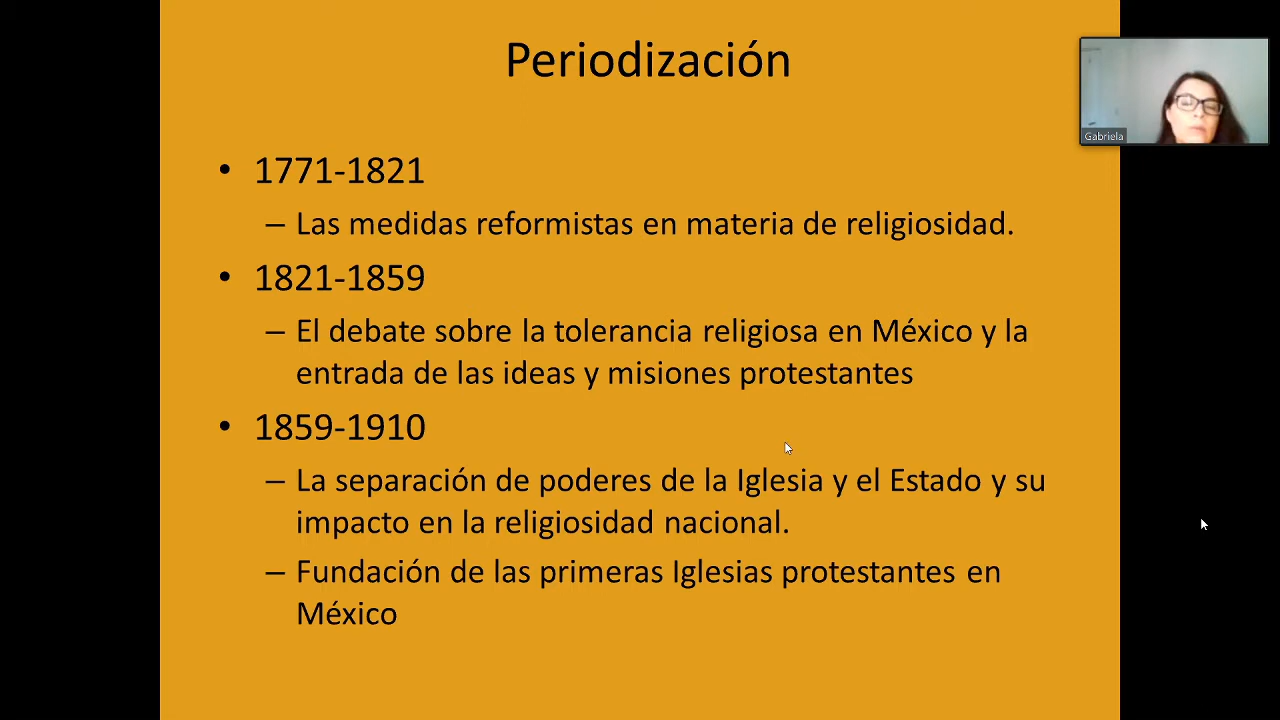 Periodización
Gabriela
• 1771-1821
– Las medidas reformistas en materia de religiosidad.
• 1821-1859
– El debate sobre la tolerancia religiosa en México y la
entrada de las ideas y misiones protestantes
• 1859-1910
– La separación de poderes de la Iglesia y el Estado y su
impacto en la religiosidad nacional.
– Fundación de las primeras Iglesias protestantes en
México